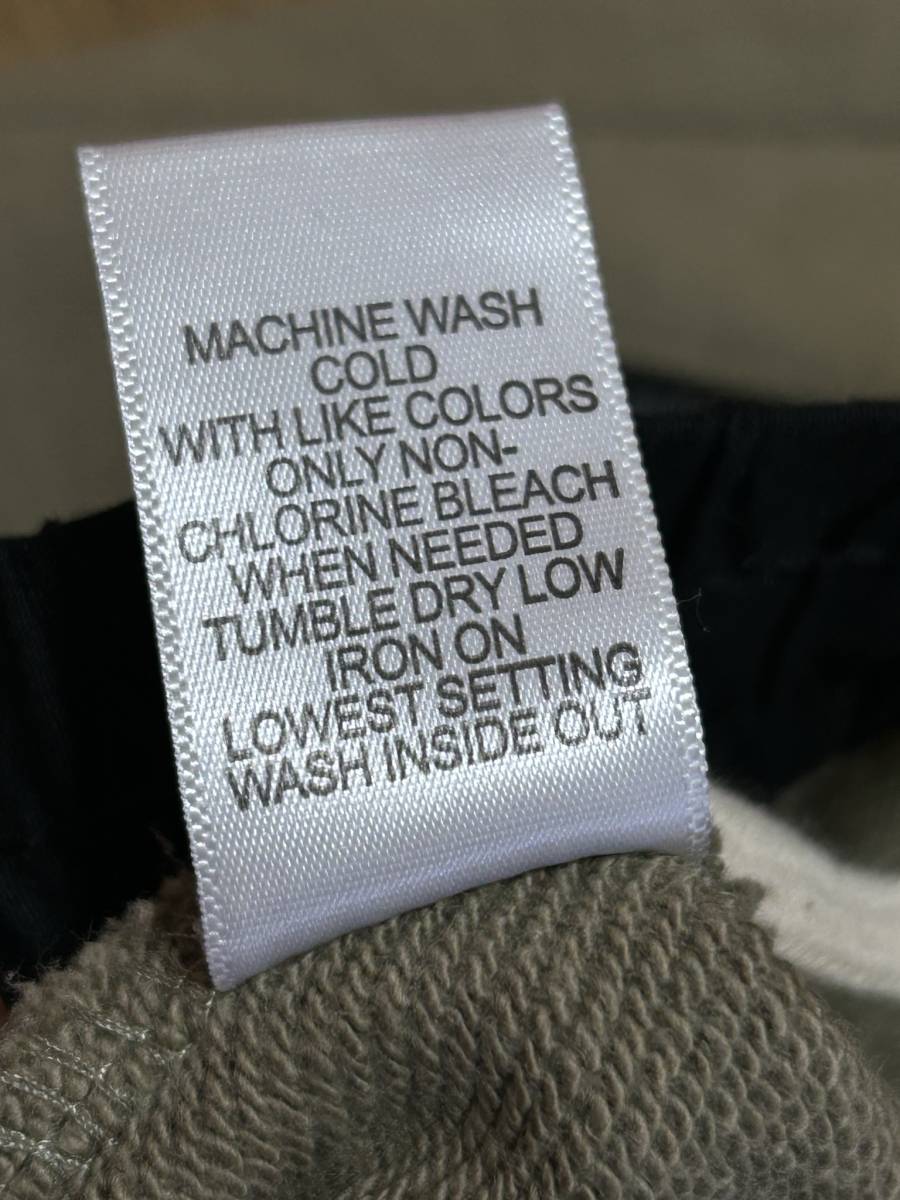 MACHINE WASH
COLD
WITH LIKE COLORS
ONLY NON-
CHLORINE BLEACH
WHEN NEEDED
TUMBLE DRY LOW
IRON ON
LOWEST SETTING
WASH INSIDE OUT